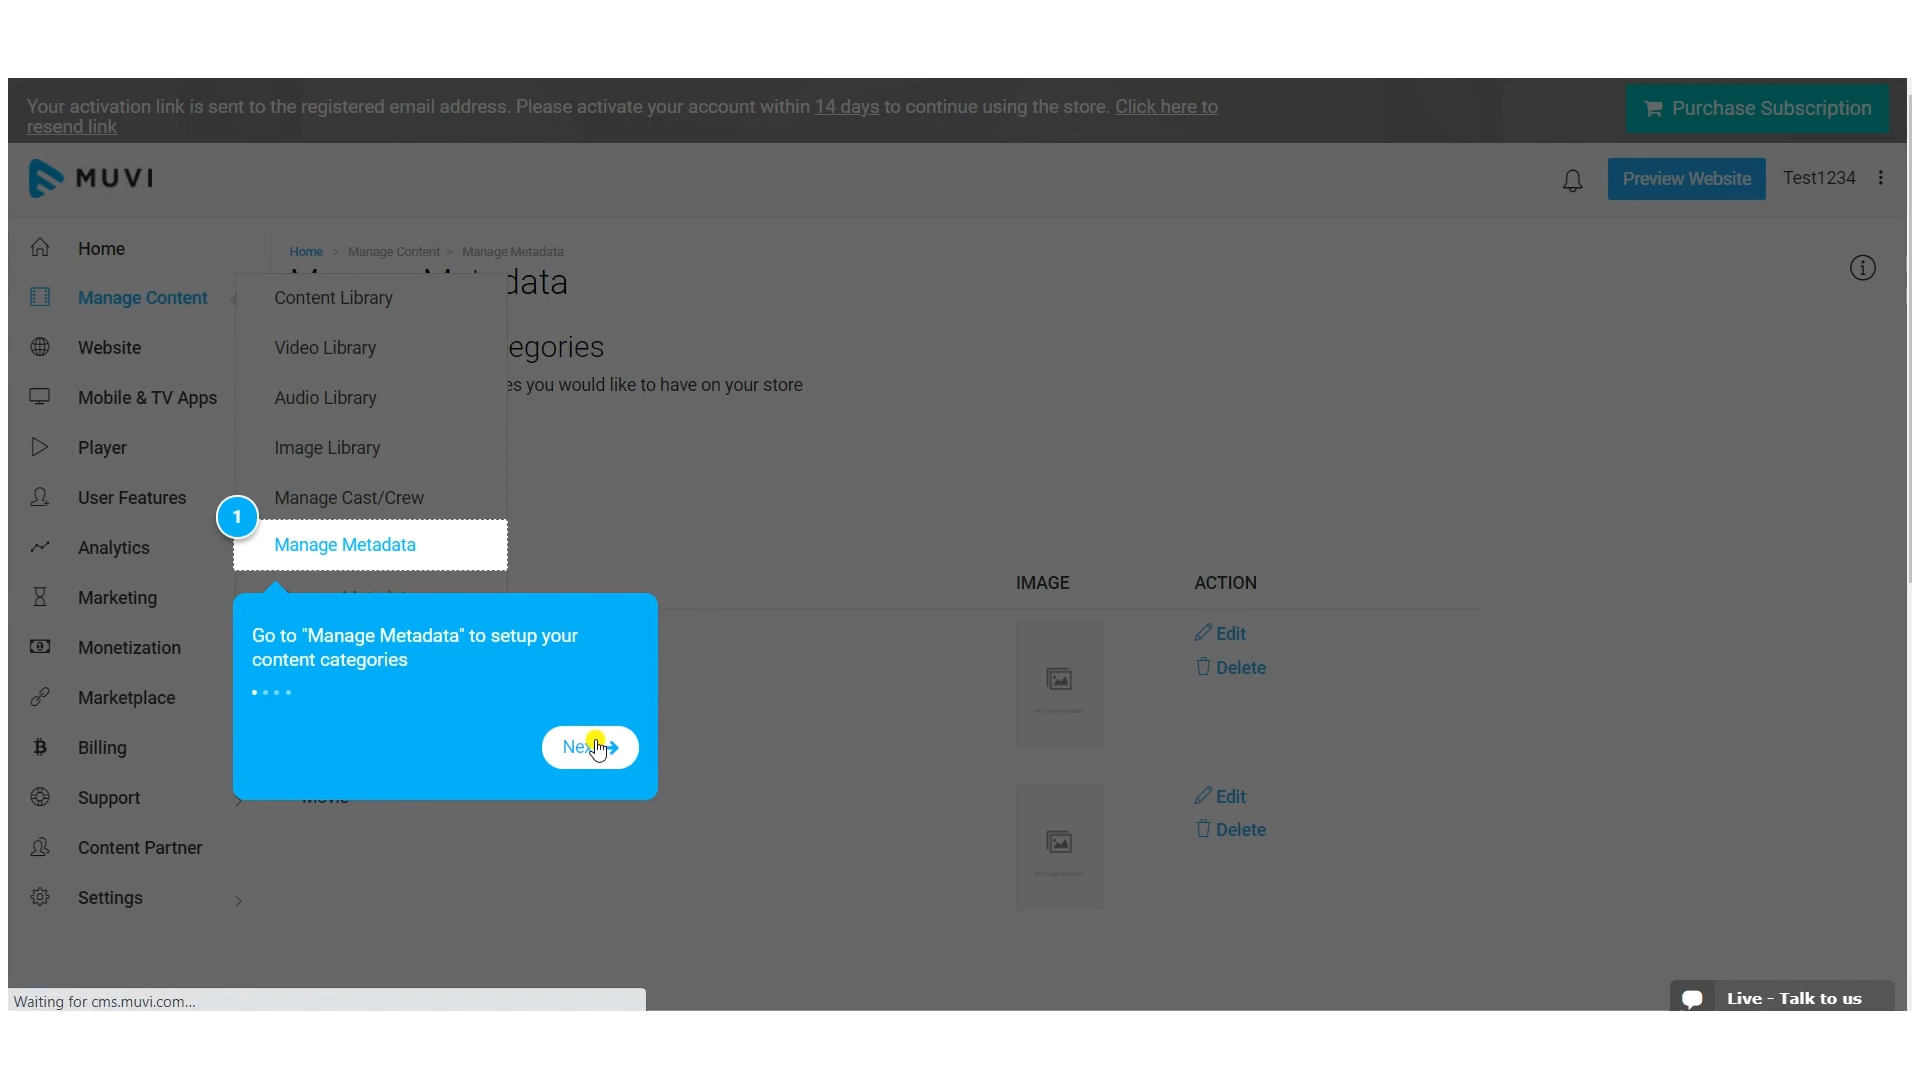 Your activation link is sent to the registered email address. Please activate your account within 14 days to continue using the store. Click here to
resend link
Purchase Subscription
MUVI
Preview Website
Test1234
Home
Manage Content
Website
Mobile & TV Apps
Player
User Features
Analytics
Marketing
Monetization
Marketplace
Billing
Support
Content Partner
Settings
Home > Manage Content > Manage Metadata
Content Library
Video Library
Audio Library
Image Library
Manage Cast/Crew
1
Manage Metadata
Go to "Manage Metadata" to setup your
content categories
you would like to have on your store
IMAGE
ACTION
Edit
Delete
Movie
Edit
Delete
Waiting for cms.muvi.com...
Live - Talk to us